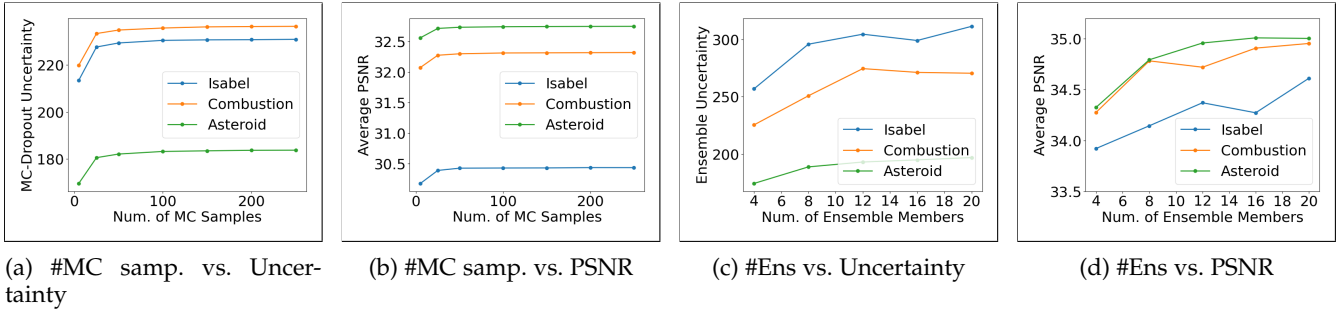 MC-Dropout Uncertainty
220
200
180
0
100
200
Num. of MC Samples
Isabel
Combustion
Asteroid
Average PSNR
32.5
32.0
31.5
31.0
30.5
0
100
200
Num. of MC Samples
Isabel
Combustion
Asteroid
Ensemble Uncertainty
300
250
200
4 6 8 10 12 14 16 18 20
Num. of Ensemble Members
Isabel
Combustion
Asteroid
Average PSNR
35.0
34.5
34.0
33.5
4 6 8 10 12 14 16 18 20
Num. of Ensemble Members
Isabel
Combustion
Asteroid
(a) #MC samp. vs. Uncer-
tainty
(b) #MC samp. vs. PSNR
(c) #Ens vs. Uncertainty
(d) #Ens vs. PSNR